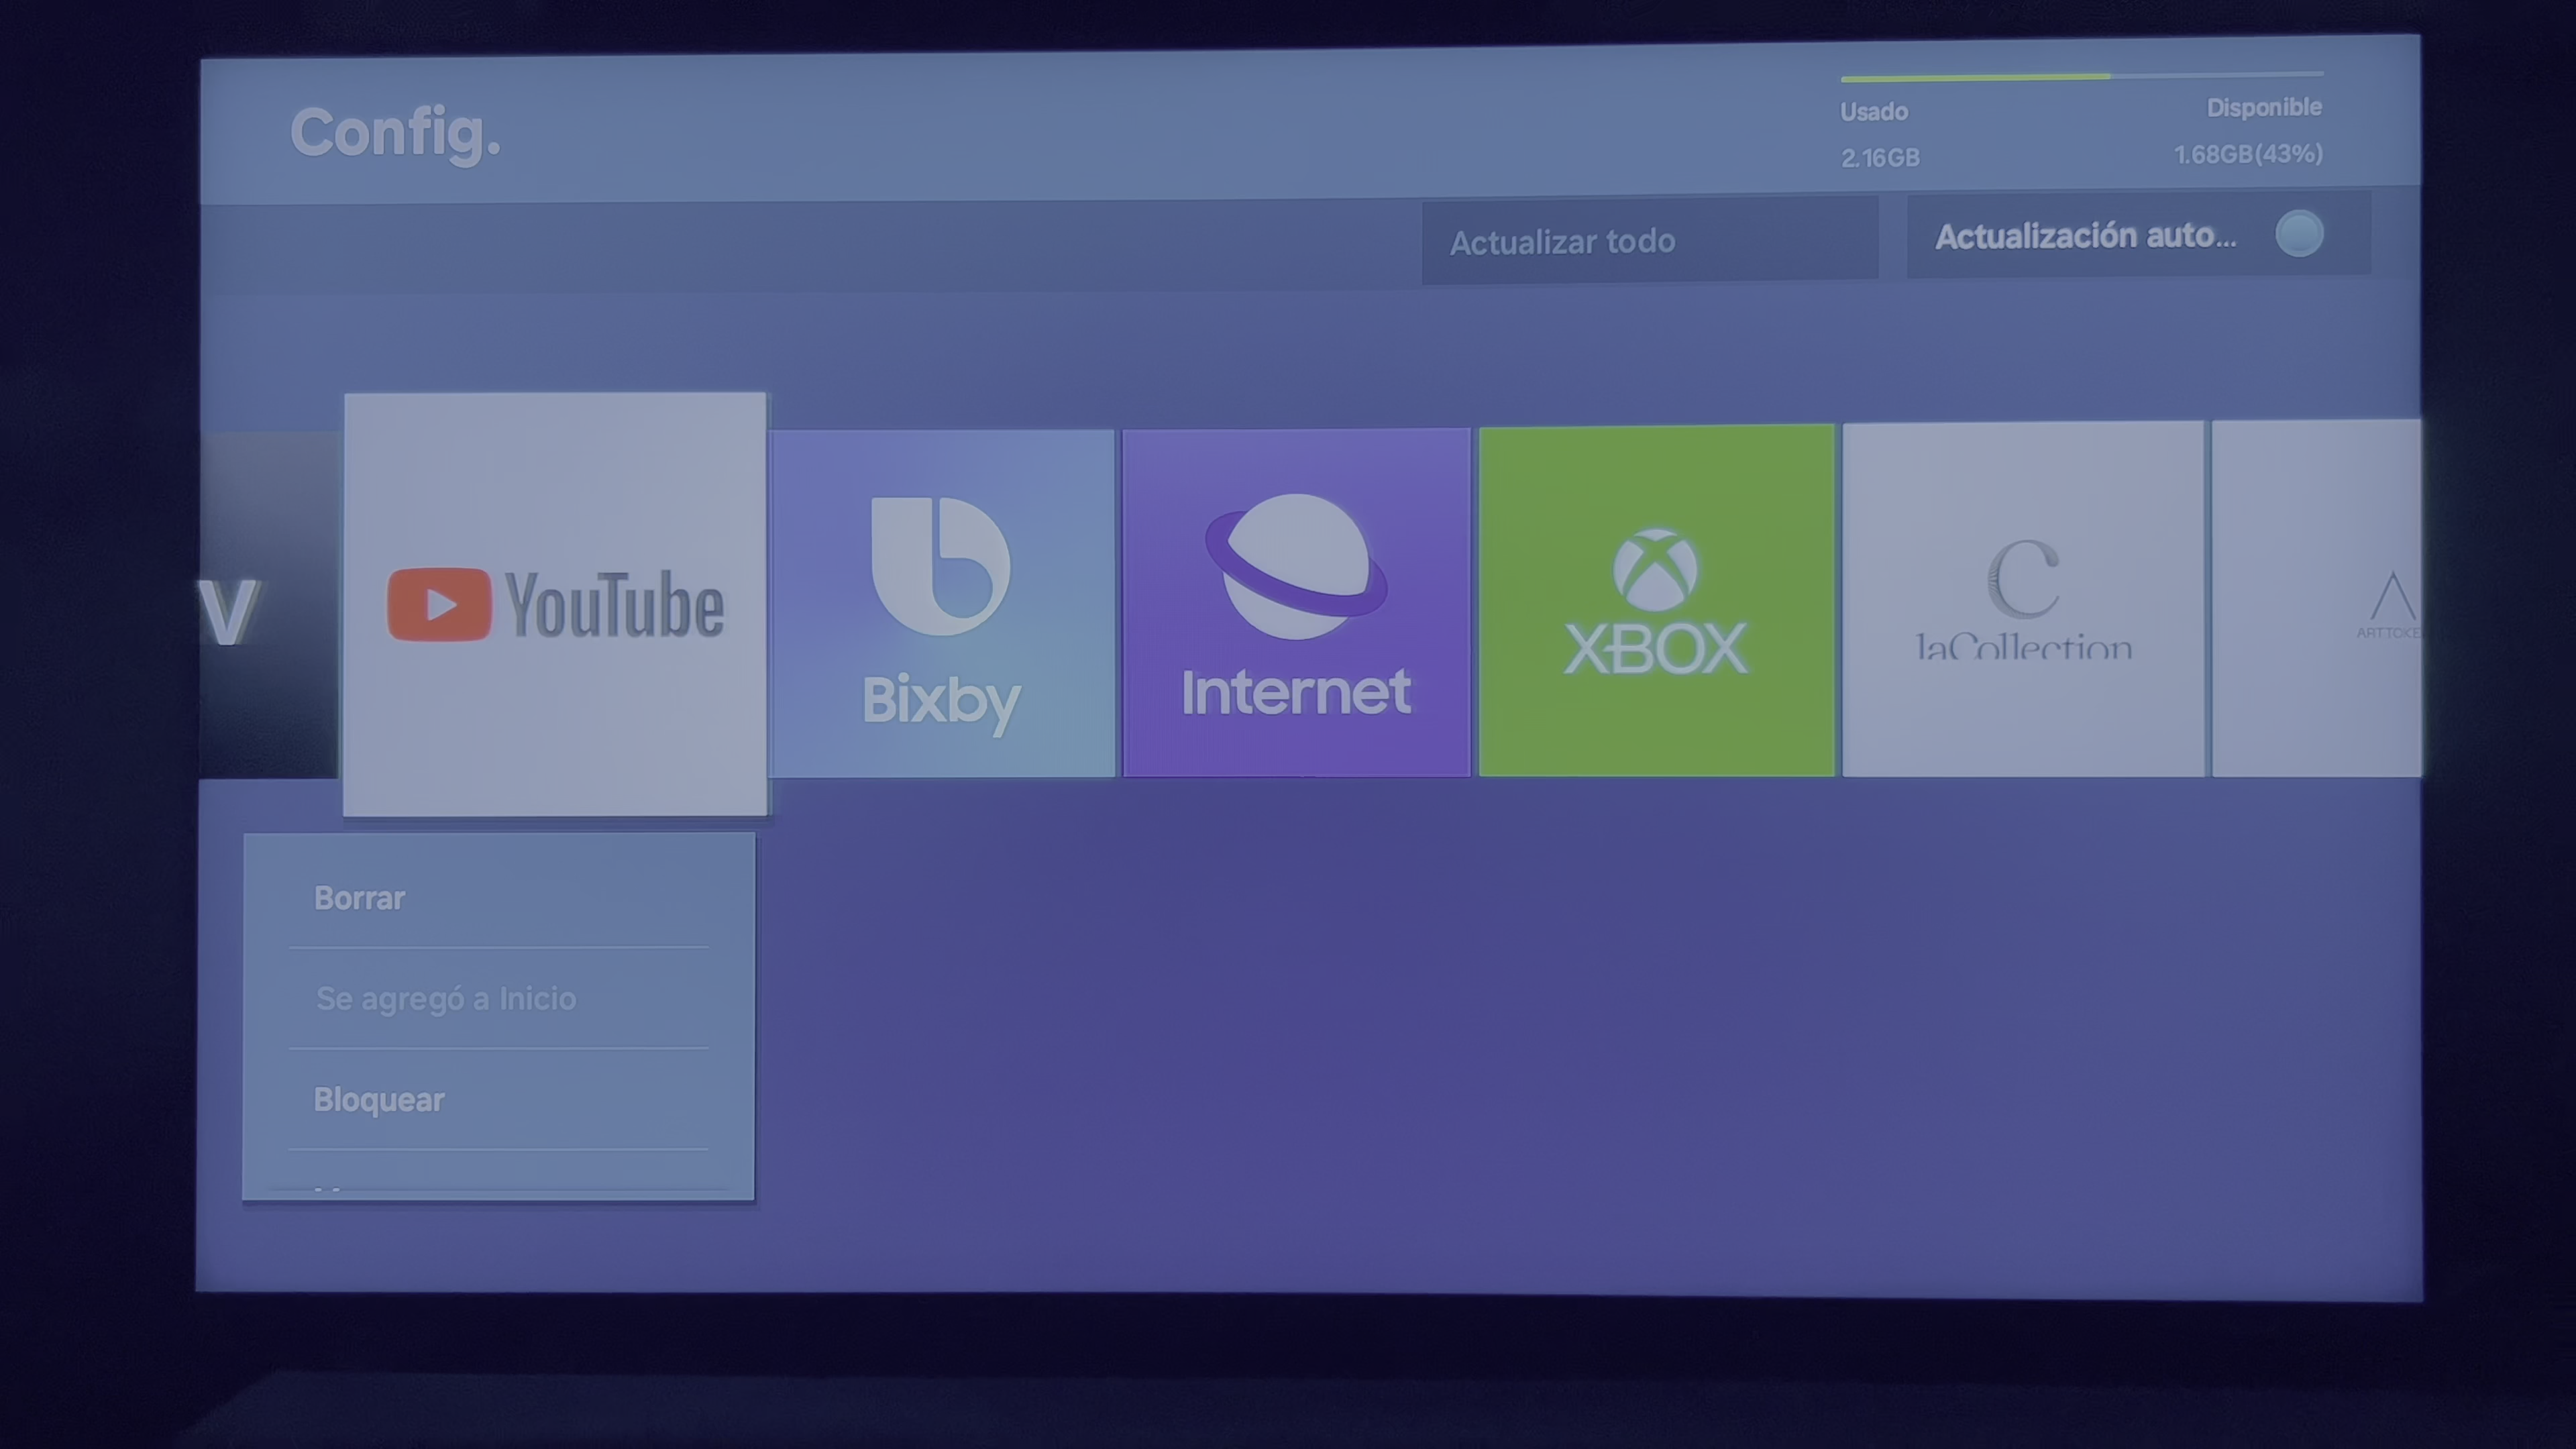 Config.
Usado
Disponible
2.16GB
1.68GB(43%)
Actualizar todo
Actualización auto...
V
YouTube
Bixby
Internet
XBOX
C
laCollection
ARTTOKE
Borrar
Se agregó a Inicio
Bloquear